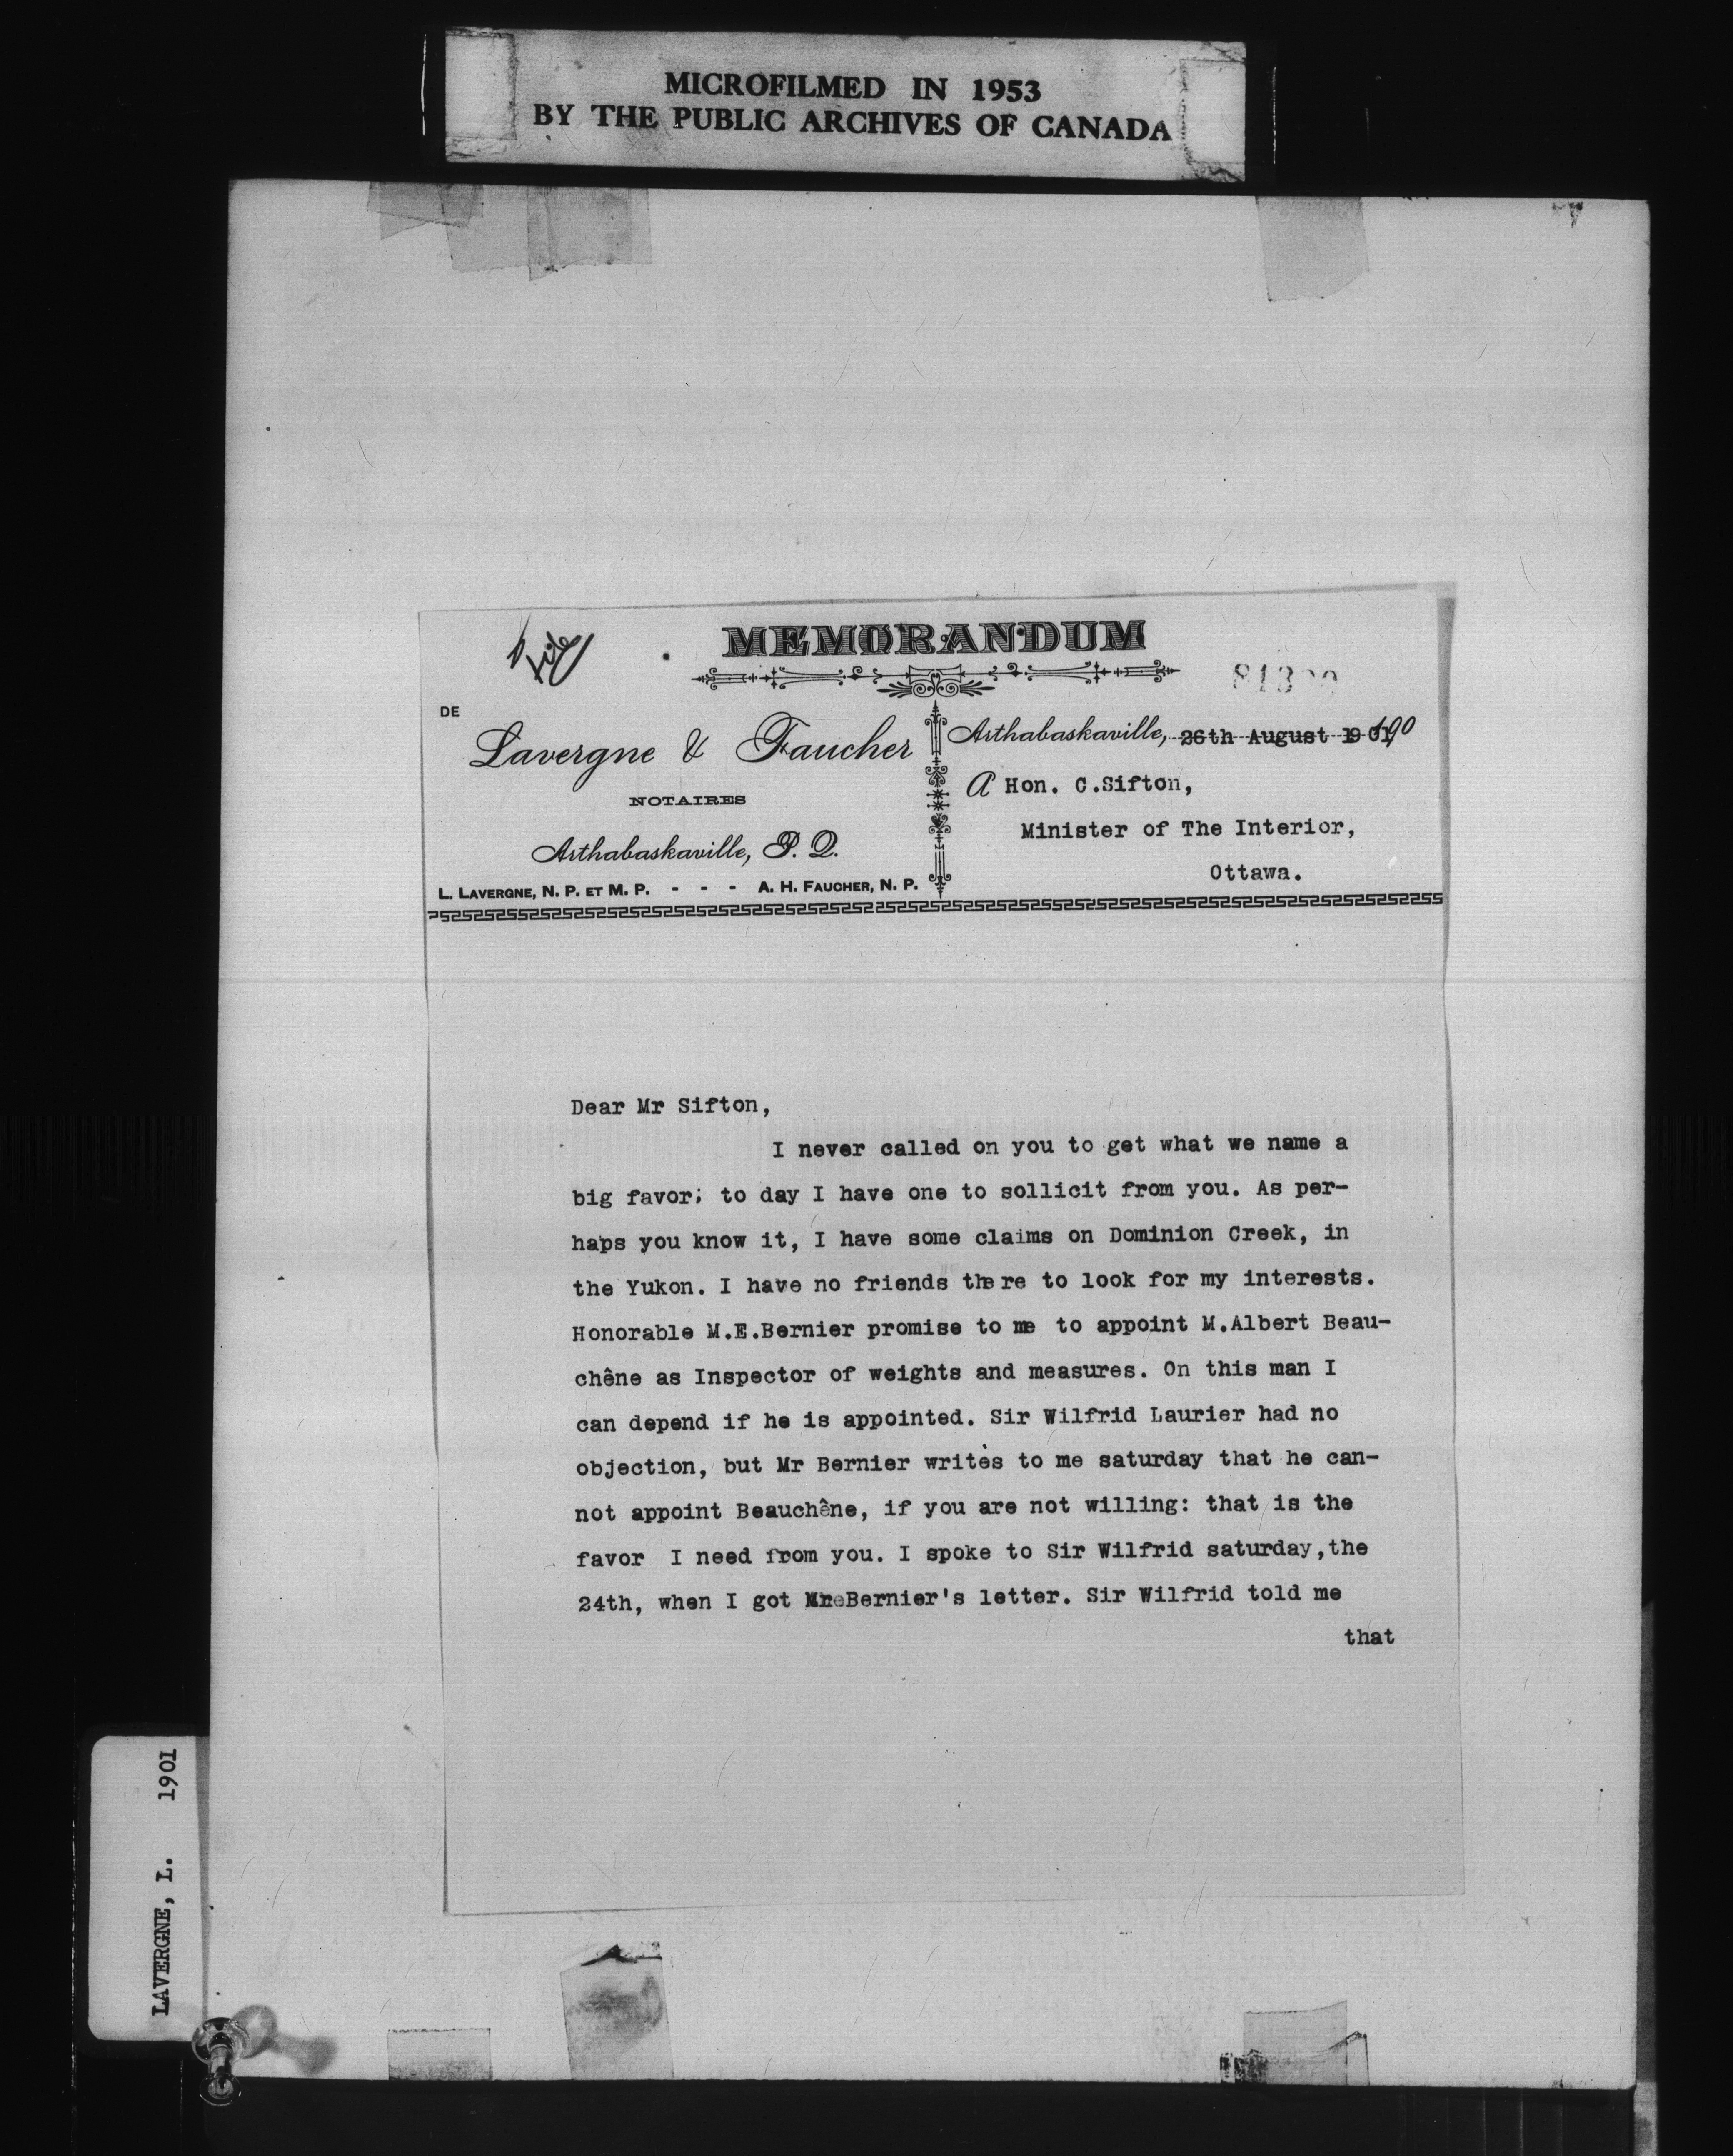 MICROFILMED IN 1953
BY THE PUBLIC ARCHIVES OF CANADA
MEMORANDUM
DE
Lavergne & Faucher
NOTAIRES
Arthabaskaville, P. Q.
L. LAVERGNE, N. P. ET M. P. - - - A. H. FAUCHER, N. P.
Arthabaskaville, 26th August 1901, 190
A Hon. C.Sifton,
Minister of The Interior,
Ottawa.
Dear Mr Sifton,
I never called on you to get what we name a
big favor; to day I have one to sollicit from you. As per-
haps you know it, I have some claims on Dominion Creek, in
the Yukon. I have no friends there to look for my interests.
Honorable M.E.Bernier promise to me to appoint M.Albert Beau-
chêne as Inspector of weights and measures. On this man I
can depend if he is appointed. Sir Wilfrid Laurier had no
objection, but Mr Bernier writes to me saturday that he can-
not appoint Beauchêne, if you are not willing: that is the
favor I need from you. I spoke to Sir Wilfrid saturday,the
24th, when I got Mr Bernier's letter. Sir Wilfrid told me
that
LAVERGNE, L. 1901